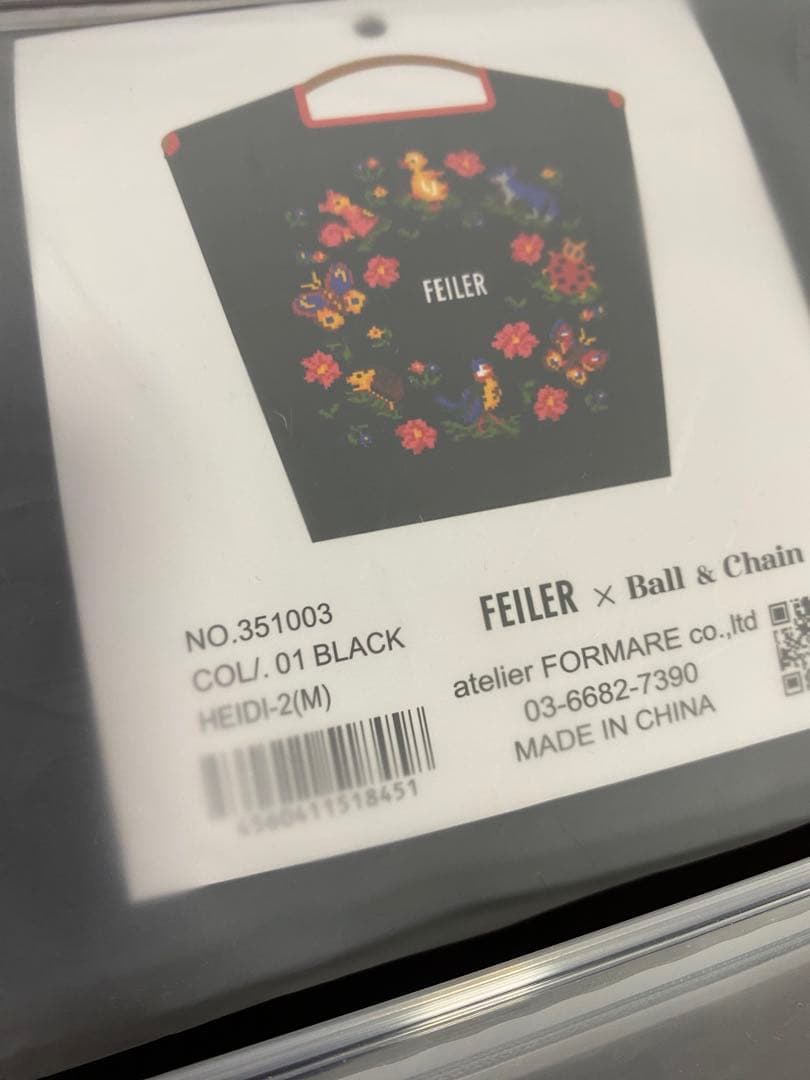 FEILER
NO.351003
COL/. 01 BLACK
HEIDI-2(M)
4560411518451
FEILER × Ball & Chain
atelier FORMARE co.,ltd
03-6682-7390
MADE IN CHINA